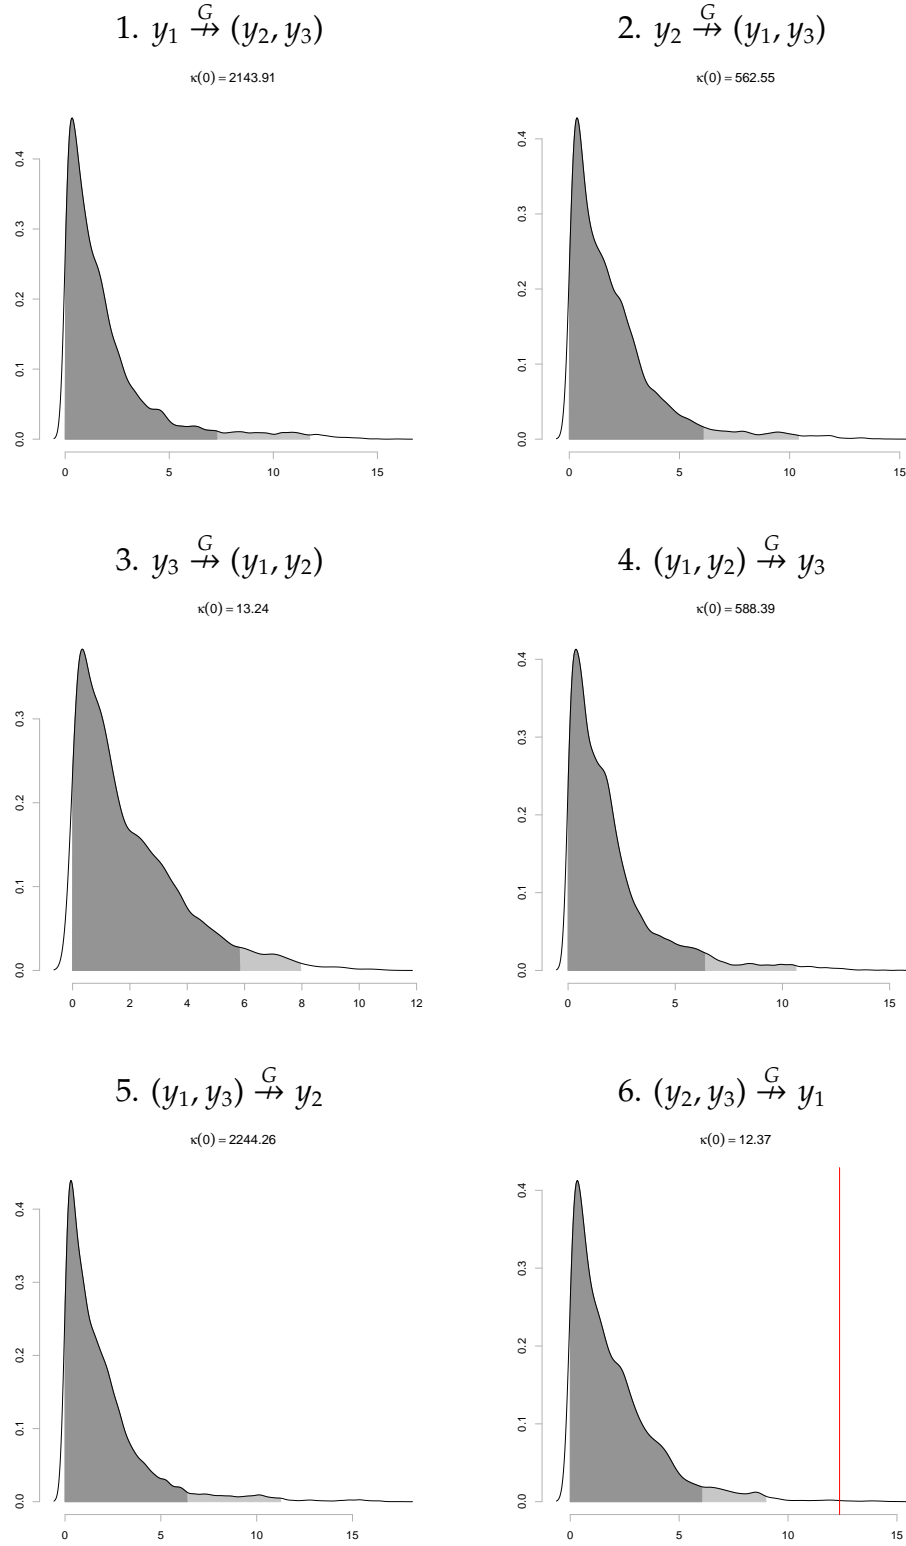 1. y₁ ↛ᴳ (y₂, y₃)
κ(0) = 2143.91
0.0 0.1 0.2 0.3 0.4
0 5 10 15
2. y₂ ↛ᴳ (y₁, y₃)
κ(0) = 562.55
0.0 0.1 0.2 0.3 0.4
0 5 10 15
3. y₃ ↛ᴳ (y₁, y₂)
κ(0) = 13.24
0.0 0.1 0.2 0.3
0 2 4 6 8 10 12
4. (y₁, y₂) ↛ᴳ y₃
κ(0) = 588.39
0.0 0.1 0.2 0.3 0.4
0 5 10 15
5. (y₁, y₃) ↛ᴳ y₂
κ(0) = 2244.26
0.0 0.1 0.2 0.3 0.4
0 5 10 15
6. (y₂, y₃) ↛ᴳ y₁
κ(0) = 12.37
0.0 0.1 0.2 0.3 0.4
0 5 10 15